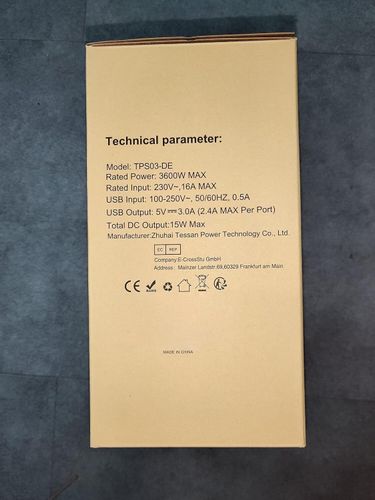 Technical parameter:
Model: TPS03-DE
Rated Power: 3600W MAX
Rated Input: 230V~,16A MAX
USB Input: 100-250V~, 50/60HZ, 0.5A
USB Output: 5V⎓3.0A (2.4A MAX Per Port)
Total DC Output:15W Max
Manufacturer:Zhuhai Tessan Power Technology Co., Ltd.
EC REP
Company:E-CrossStu GmbH
Address : Mainzer Landstr.69,60329 Frankfurt am Main
CE RoHS
MADE IN CHINA